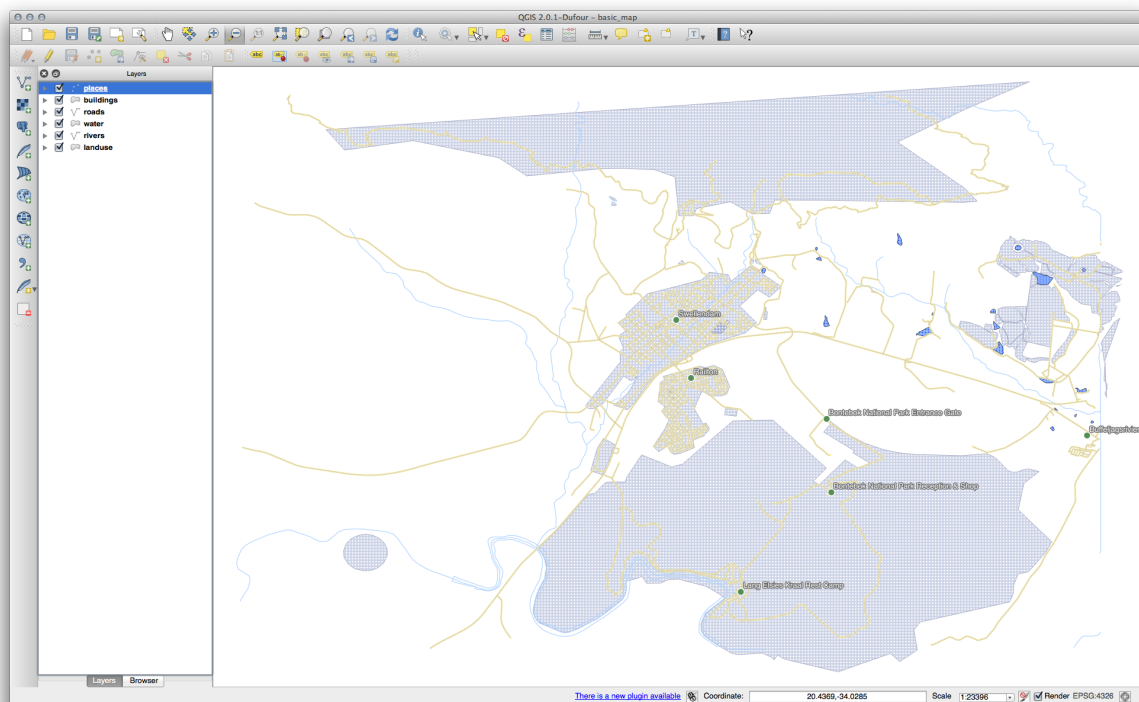 QGIS 2.0.1-Dufour - basic_map
Layers
places
buildings
roads
water
rivers
landuse
Swellendam
Railton
Bontebok National Park Entrance Gate
Buffeljagsrivier
Bontebok National Park Reception & Shop
Lang Elsies Kraal Rest Camp
Layers
Browser
There is a new plugin available
Coordinate:
20.4369,-34.0285
Scale
1:23396
Render
EPSG:4326